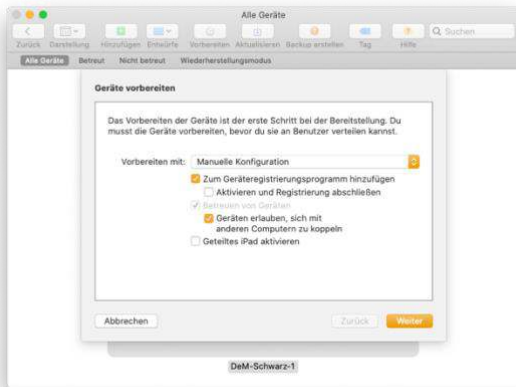 Alle Geräte
Zurück Darstellung Hinzufügen Entwürfe Vorbereiten Aktualisieren Backup erstellen Tag Hilfe Suchen
Alle Geräte Betreut Nicht betreut Wiederherstellungsmodus
Geräte vorbereiten
Das Vorbereiten der Geräte ist der erste Schritt bei der Bereitstellung. Du
musst die Geräte vorbereiten, bevor du sie an Benutzer verteilen kannst.
Vorbereiten mit: Manuelle Konfiguration
Zum Geräteregistrierungsprogramm hinzufügen
Aktivieren und Registrierung abschließen
Betreuen von Geräten
Geräten erlauben, sich mit
anderen Computern zu koppeln
Geteiltes iPad aktivieren
Abbrechen Zurück Weiter
DeM-Schwarz-1